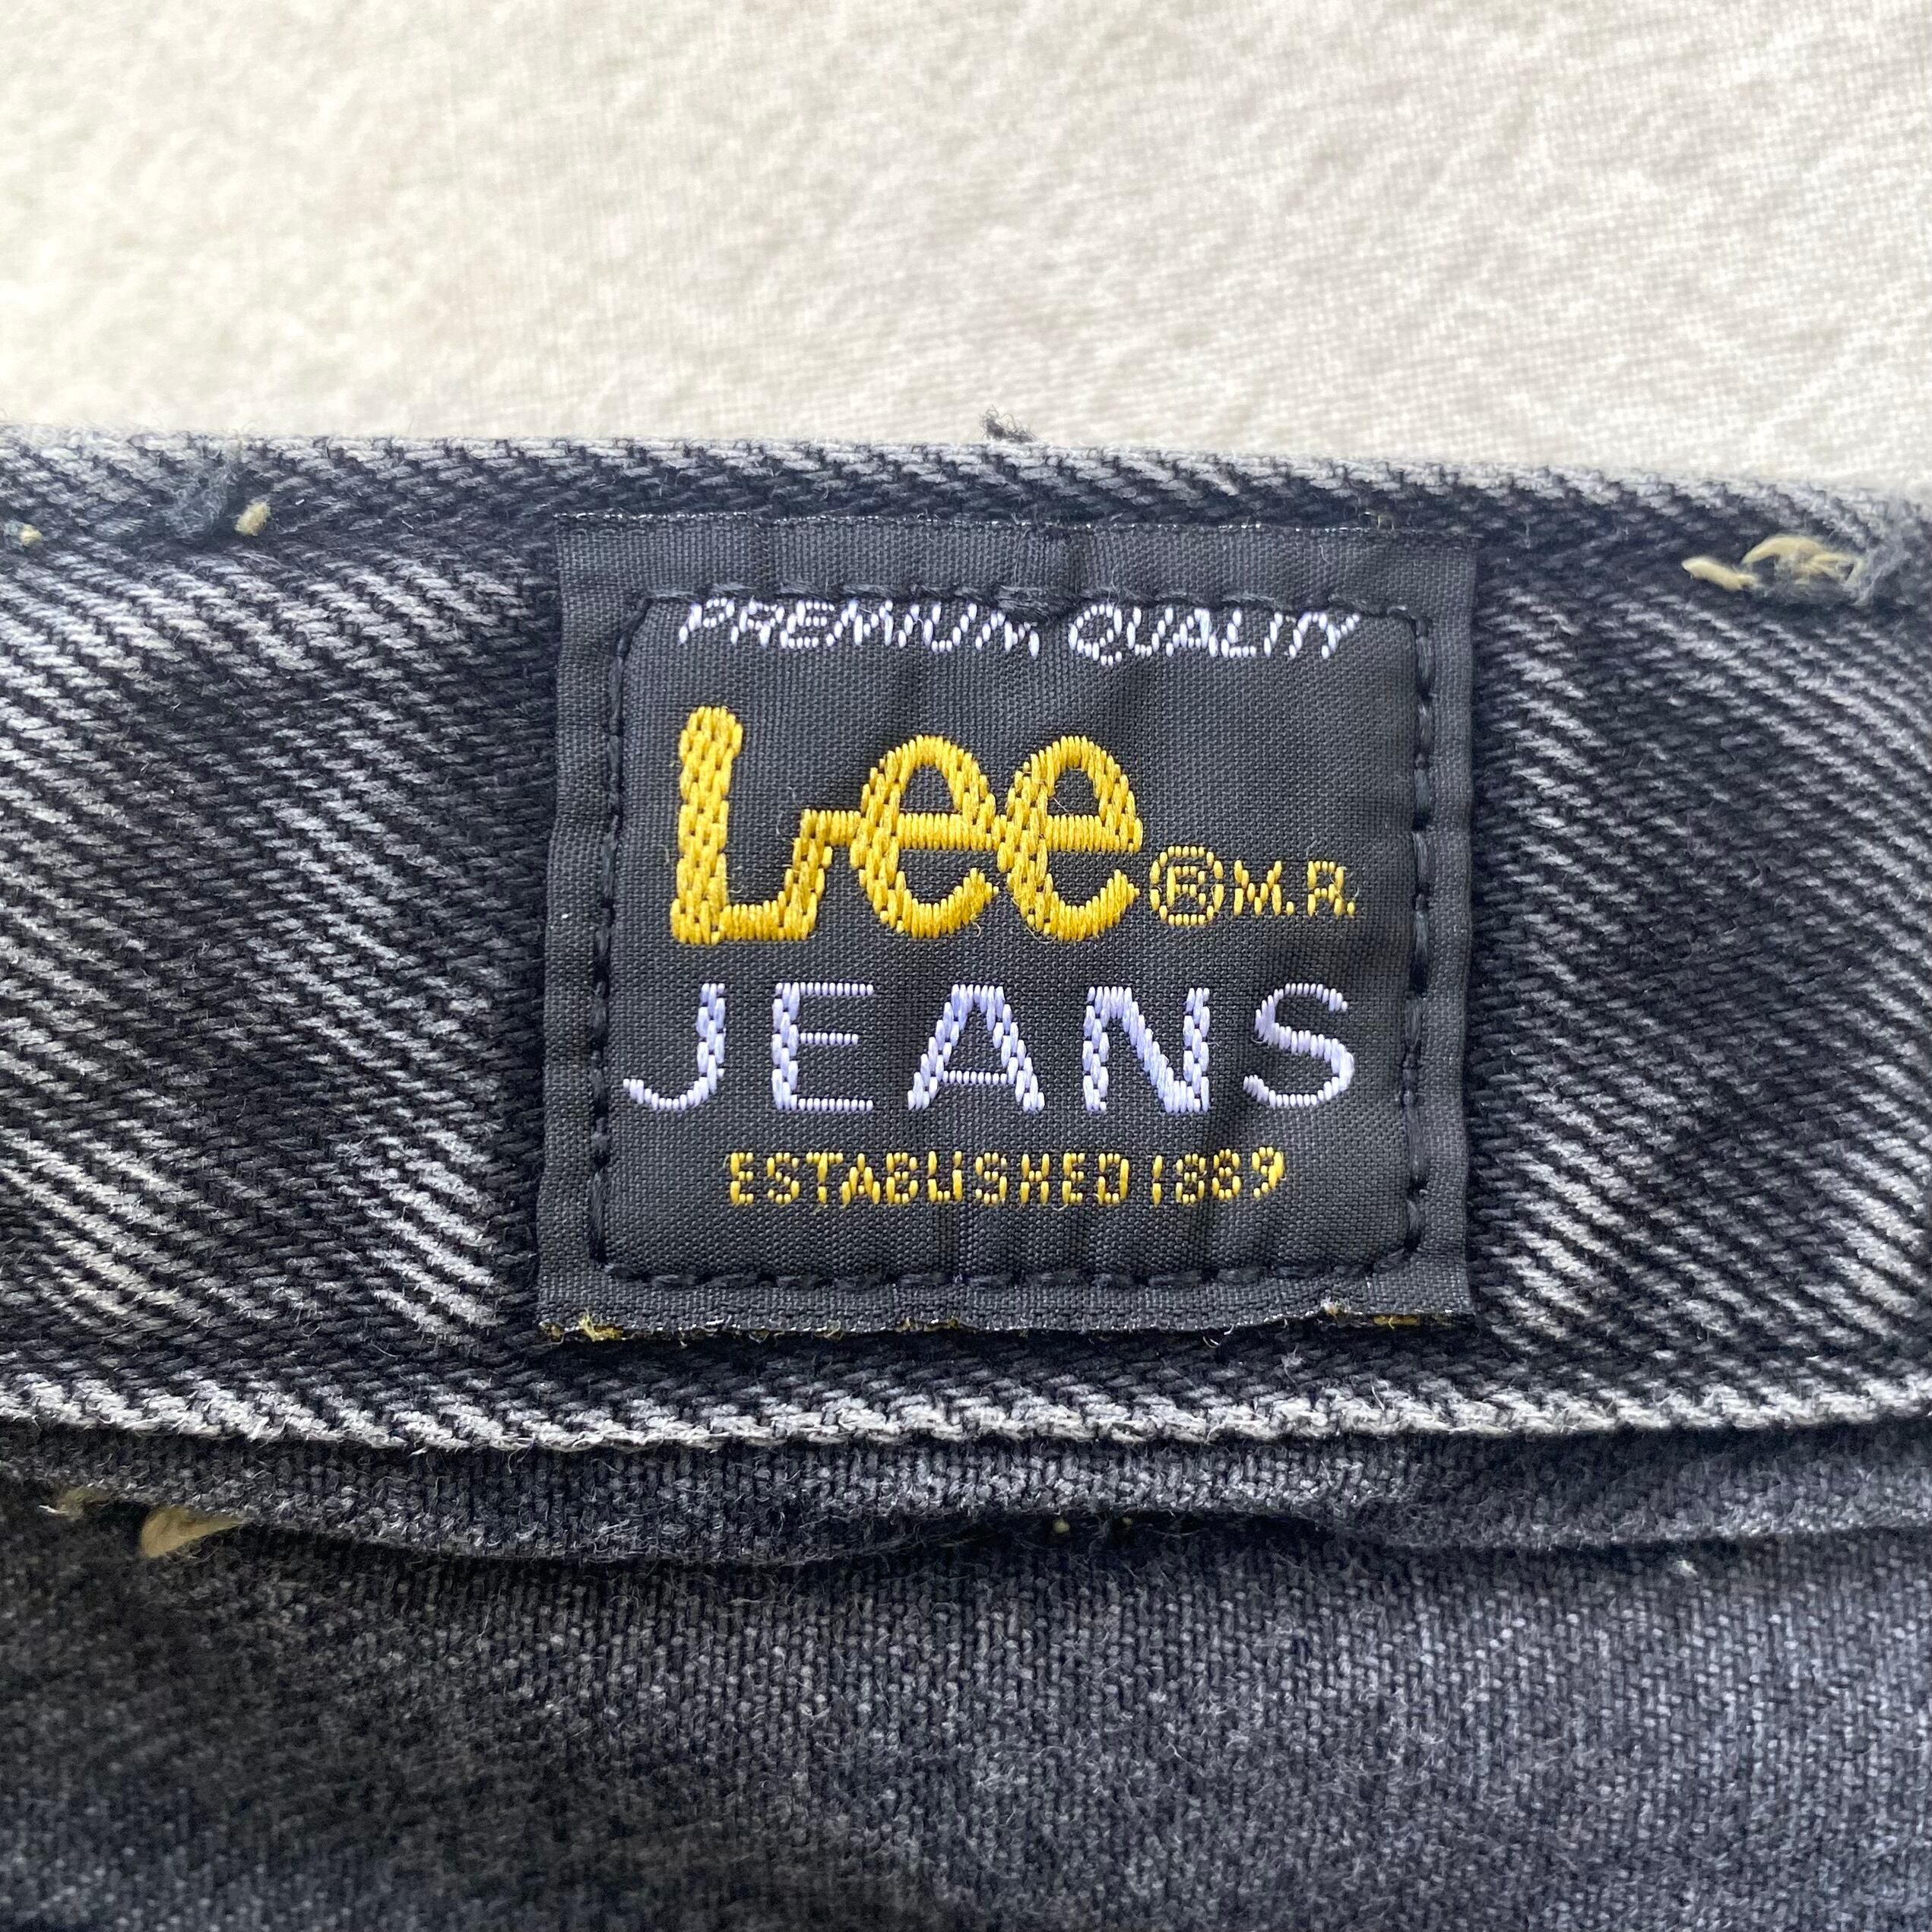 PREMIUM QUALITY
Lee ® M.R.
JEANS
ESTABLISHED 1889